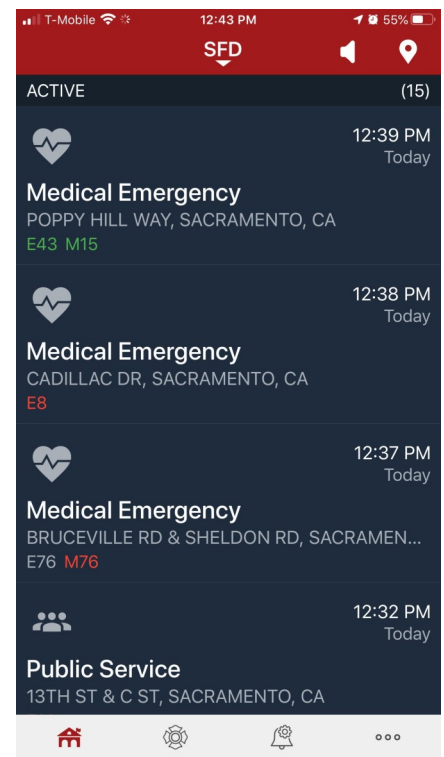 T-Mobile 12:43 PM 55%
SFD
ACTIVE (15)
12:39 PM
Today
Medical Emergency
POPPY HILL WAY, SACRAMENTO, CA
E43 M15
12:38 PM
Today
Medical Emergency
CADILLAC DR, SACRAMENTO, CA
E8
12:37 PM
Today
Medical Emergency
BRUCEVILLE RD & SHELDON RD, SACRAMEN...
E76 M76
12:32 PM
Today
Public Service
13TH ST & C ST, SACRAMENTO, CA